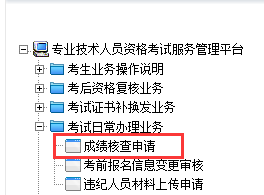 专业技术人员资格考试服务管理平台
考生业务操作说明
考后资格复核业务
考试证书补换发业务
考试日常办理业务
成绩核查申请
考前报名信息变更审核
违纪人员材料上传申请